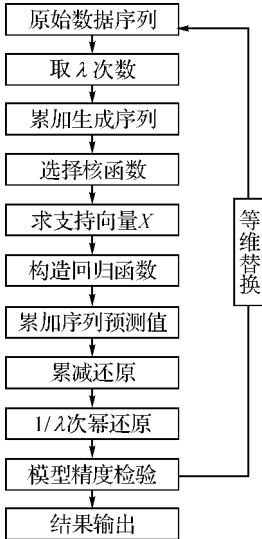 原始数据序列
取λ次数
累加生成序列
选择核函数
求支持向量X
构造回归函数
累加序列预测值
累减还原
1/λ次幂还原
模型精度检验
结果输出
等维替换